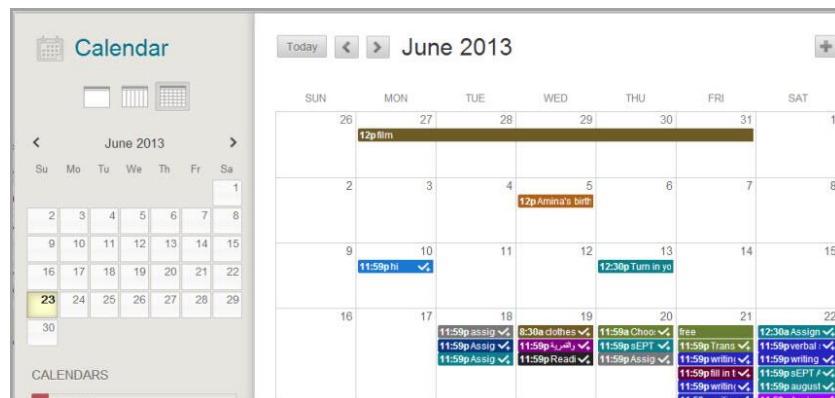 Calendar
June 2013
Su Mo Tu We Th Fr Sa
1
2 3 4 5 6 7 8
9 10 11 12 13 14 15
16 17 18 19 20 21 22
23 24 25 26 27 28 29
30
CALENDARS
Today June 2013
SUN MON TUE WED THU FRI SAT
26 27 28 29 30 31 1
12p film
2 3 4 5 6 7 8
12p Amina's birth
9 10 11 12 13 14 15
11:59p hi 12:30p Turn in yo
16 17 18 19 20 21 22
11:59p assig 8:30a clothes 11:59a Choo free 12:30a Assign
11:59p Assig 11:59p 11:59p sEPT 11:59p Trans 11:59p verbal
11:59p Assig 11:59p Readi 11:59p Assig 11:59p writin 11:59p writing
11:59p fill in t 11:59p sEPT
11:59p writin 11:59p august